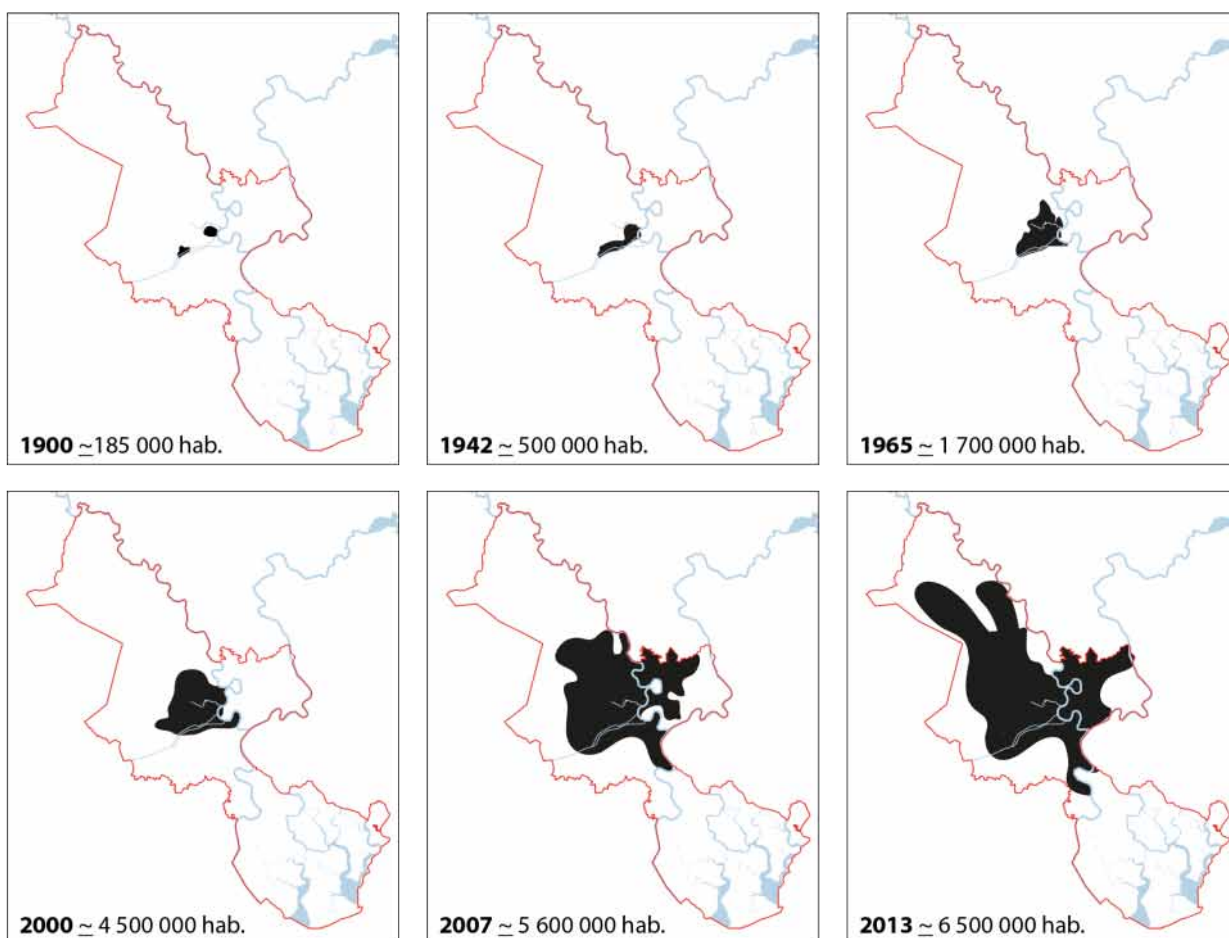 1900 ≃185 000 hab.
1942 ≃ 500 000 hab.
1965 ≃ 1 700 000 hab.
2000 ≃ 4 500 000 hab.
2007 ≃ 5 600 000 hab.
2013 ≃ 6 500 000 hab.